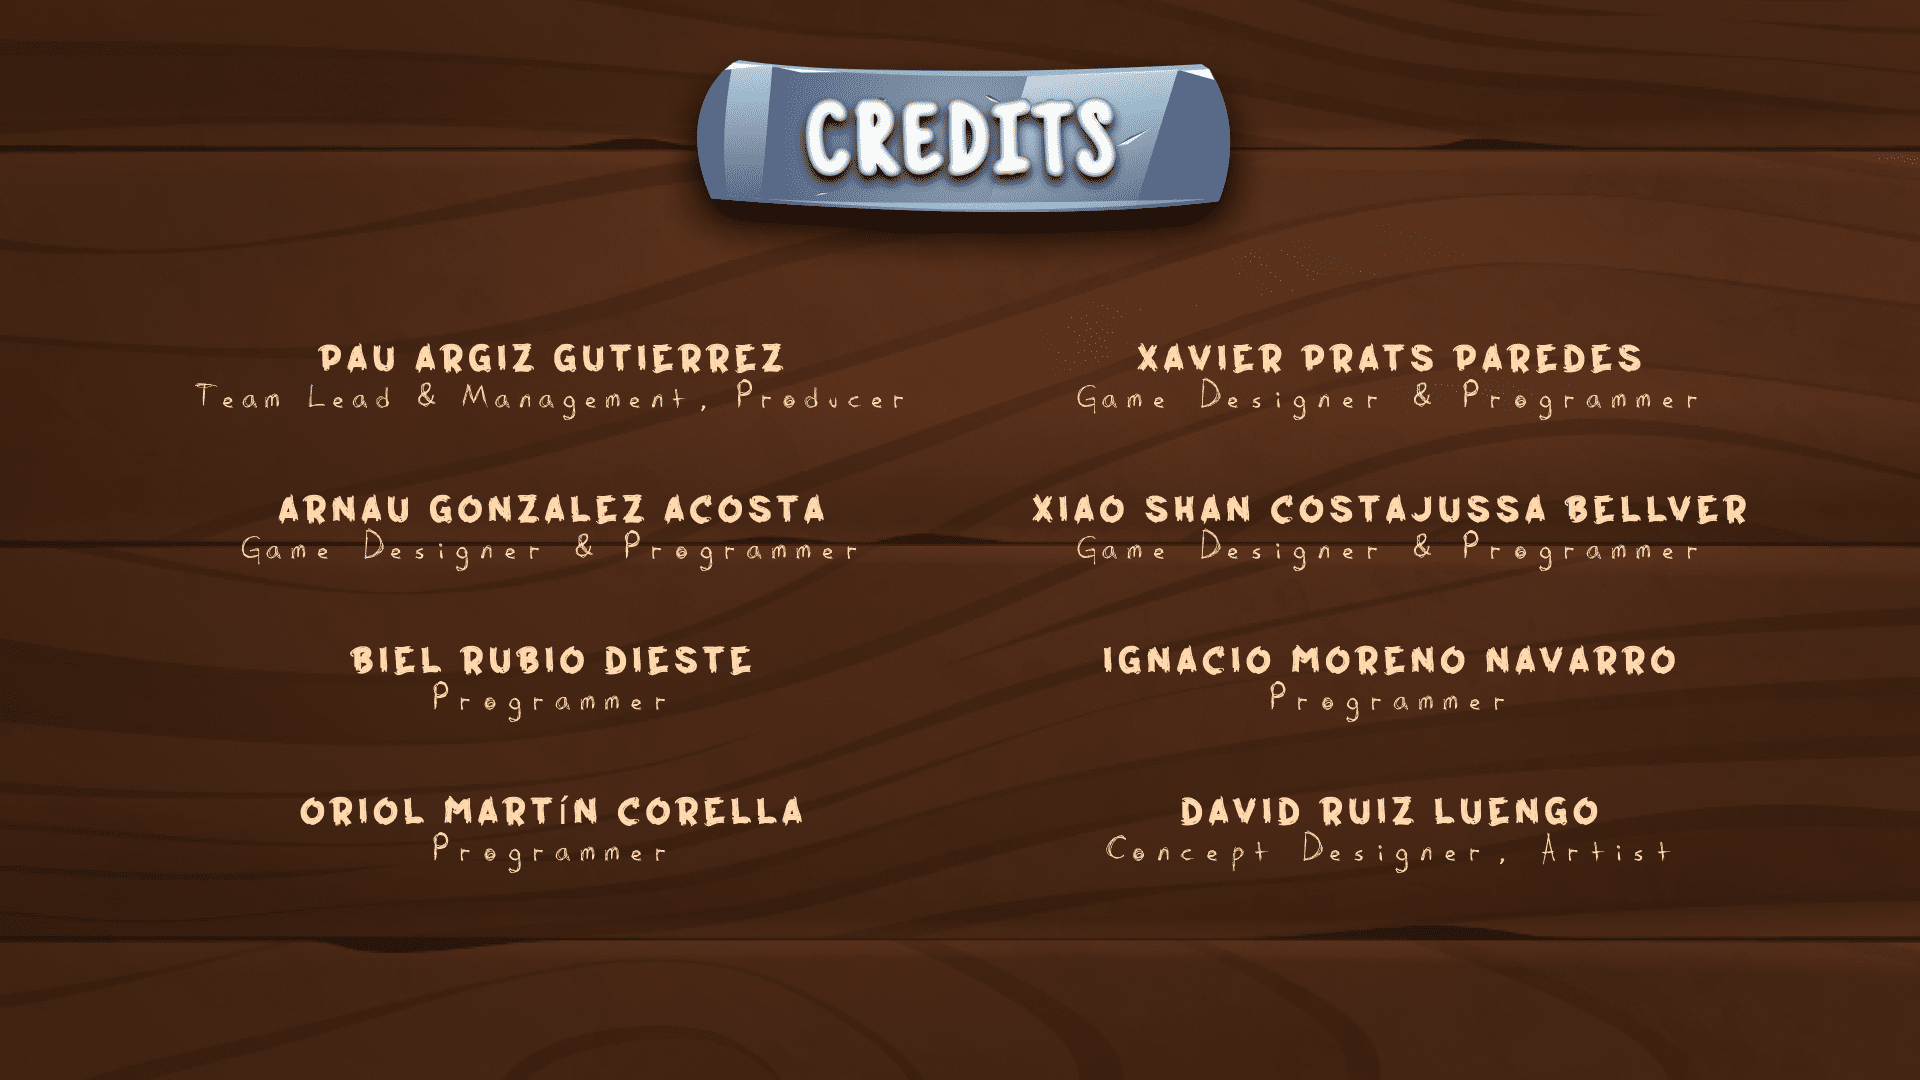 CREDITS
PAU ARGIZ GUTIERREZ
Team Lead & Management, Producer
XAVIER PRATS PAREDES
Game Designer & Programmer
ARNAU GONZALEZ ACOSTA
Game Designer & Programmer
XIAO SHAN COSTAJUSSA BELLVER
Game Designer & Programmer
BIEL RUBIO DIESTE
Programmer
IGNACIO MORENO NAVARRO
Programmer
ORIOL MARTÍN CORELLA
Programmer
DAVID RUIZ LUENGO
Concept Designer, Artist